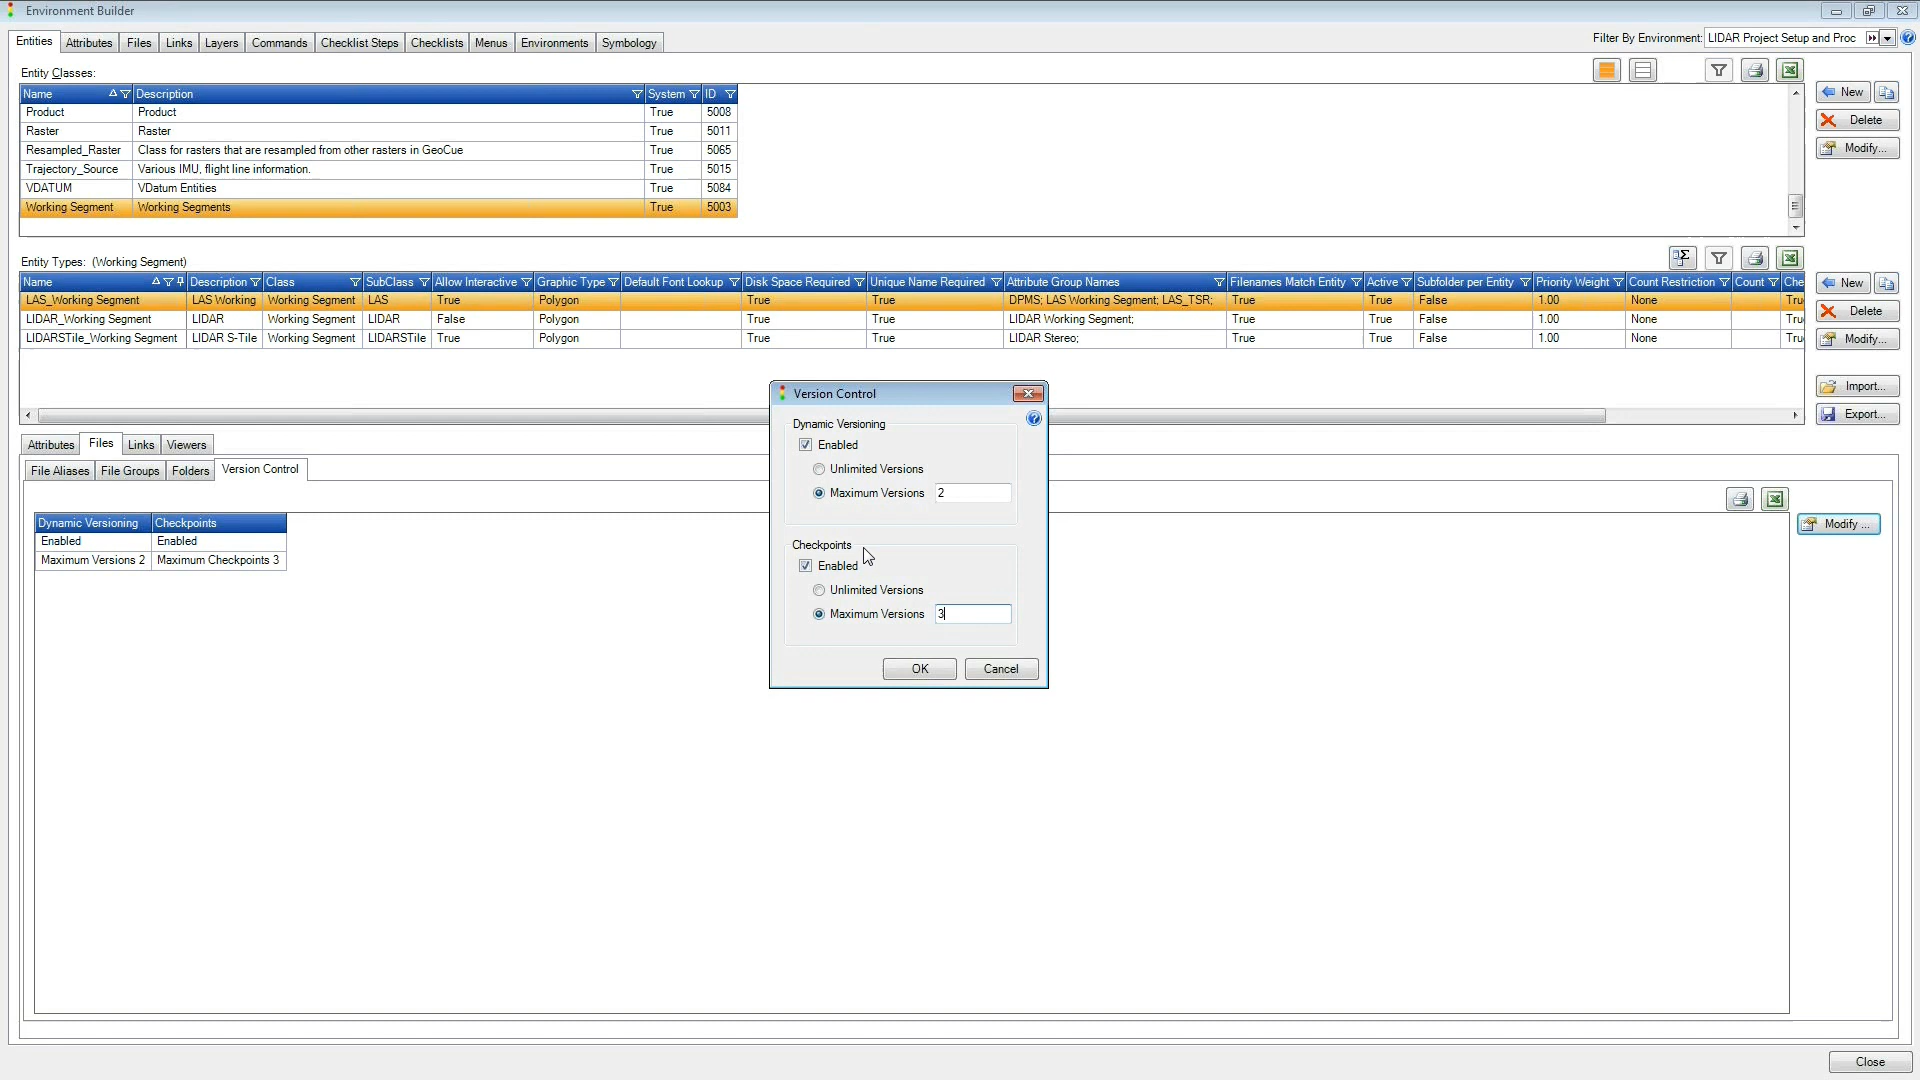 Environment Builder
Entities Attributes Files Links Layers Commands Checklist Steps Checklists Menus Environments Symbology
Filter By Environment: LIDAR Project Setup and Proc
Entity Classes:
Name Description System ID
Product Product True 5008
Raster Raster True 5011
Resampled_Raster Class for rasters that are resampled from other rasters in GeoCue True 5065
Trajectory_Source Various IMU, flight line information. True 5015
VDATUM VDatum Entities True 5084
Working Segment Working Segments True 5003
New
Delete
Modify...
Entity Types: (Working Segment)
Name Description Class SubClass Allow Interactive Graphic Type Default Font Lookup Disk Space Required Unique Name Required Attribute Group Names Filenames Match Entity Active Subfolder per Entity Priority Weight Count Restriction Count Che
LAS_Working Segment LAS Working Working Segment LAS True Polygon True True DPMS; LAS Working Segment; LAS_TSR; True True False 1.00 None Tru
LIDAR_Working Segment LIDAR Working Segment LIDAR False Polygon True True LIDAR Working Segment; True True False 1.00 None Tru
LIDARSTile_Working Segment LIDAR S-Tile Working Segment LIDARSTile True Polygon True True LIDAR Stereo; True True False 1.00 None Tru
New
Delete
Modify...
Import...
Export...
Attributes Files Links Viewers
File Aliases File Groups Folders Version Control
Dynamic Versioning Checkpoints
Enabled Enabled
Maximum Versions 2 Maximum Checkpoints 3
Modify ...
Version Control
Dynamic Versioning
Enabled
Unlimited Versions
Maximum Versions 2
Checkpoints
Enabled
Unlimited Versions
Maximum Versions 3
OK Cancel
Close